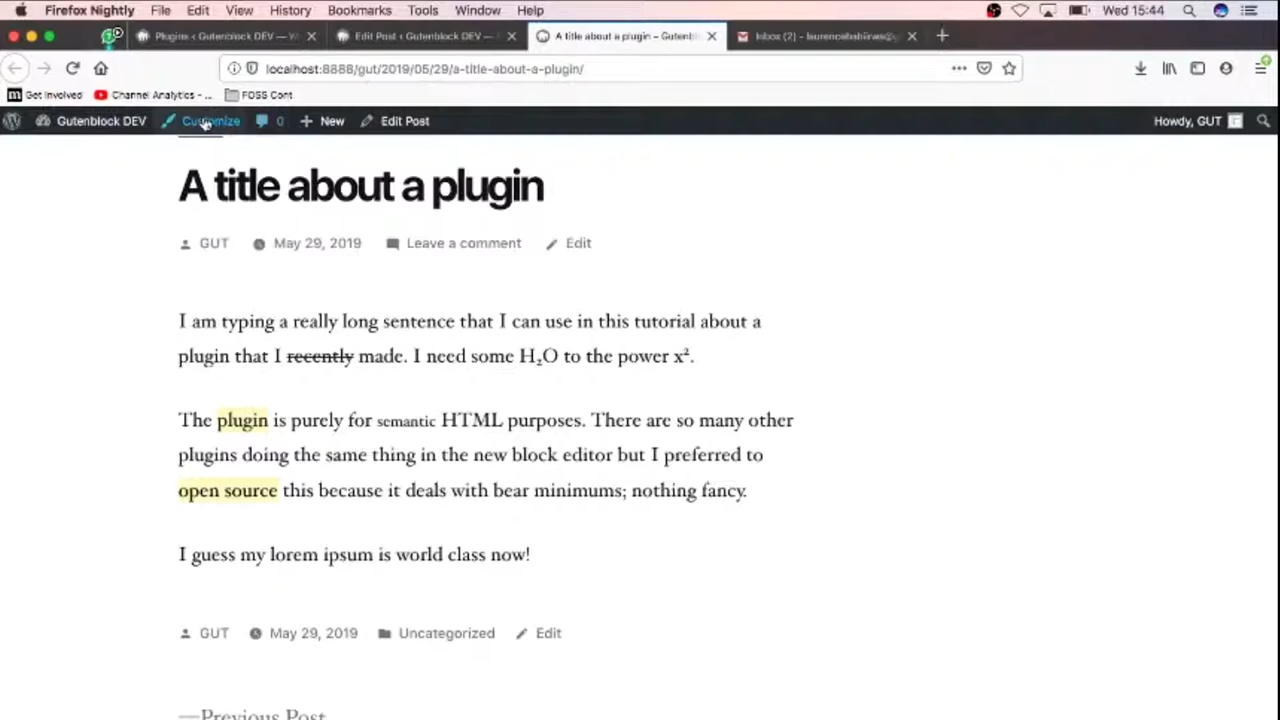 Firefox Nightly File Edit View History Bookmarks Tools Window Help Wed 15:44
Plugins ‹ Gutenblock DEV — W Edit Post ‹ Gutenblock DEV — A title about a plugin – Gutenb Inbox (2) -
localhost:8888/gut/2019/05/29/a-title-about-a-plugin/
Get Involved Channel Analytics - ... FOSS Cont
Gutenblock DEV Customize 0 New Edit Post Howdy, GUT
A title about a plugin
GUT May 29, 2019 Leave a comment Edit
I am typing a really long sentence that I can use in this tutorial about a
plugin that I recently made. I need some H₂O to the power x².
The plugin is purely for semantic HTML purposes. There are so many other
plugins doing the same thing in the new block editor but I preferred to
open source this because it deals with bear minimums; nothing fancy.
I guess my lorem ipsum is world class now!
GUT May 29, 2019 Uncategorized Edit
—Previous Post